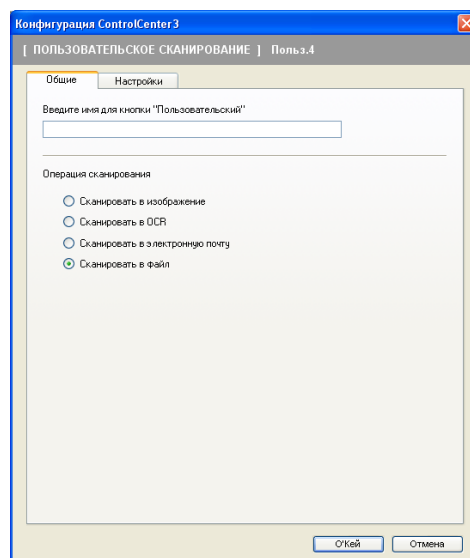 Конфигурация ControlCenter3
[ ПОЛЬЗОВАТЕЛЬСКОЕ СКАНИРОВАНИЕ ] Польз.4
Общие Настройки
Введите имя для кнопки "Пользовательский"
Операция сканирования
Сканировать в изображение
Сканировать в OCR
Сканировать в электронную почту
Сканировать в файл
О'Кей Отмена